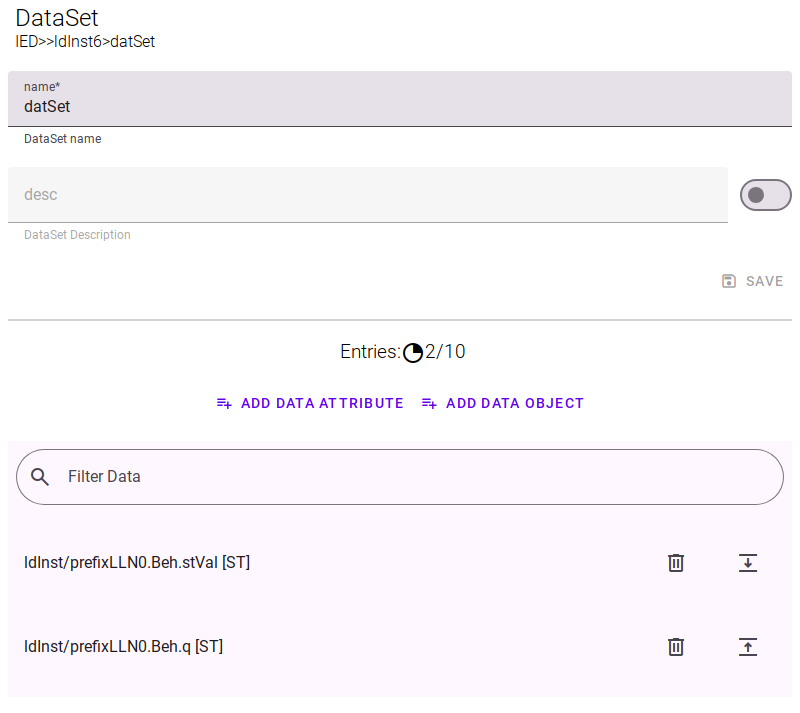 DataSet
IED>>ldInst6>datSet
name*
datSet
DataSet name
desc
DataSet Description
SAVE
Entries: 2/10
ADD DATA ATTRIBUTE ADD DATA OBJECT
Filter Data
ldInst/prefixLLN0.Beh.stVal [ST]
ldInst/prefixLLN0.Beh.q [ST]